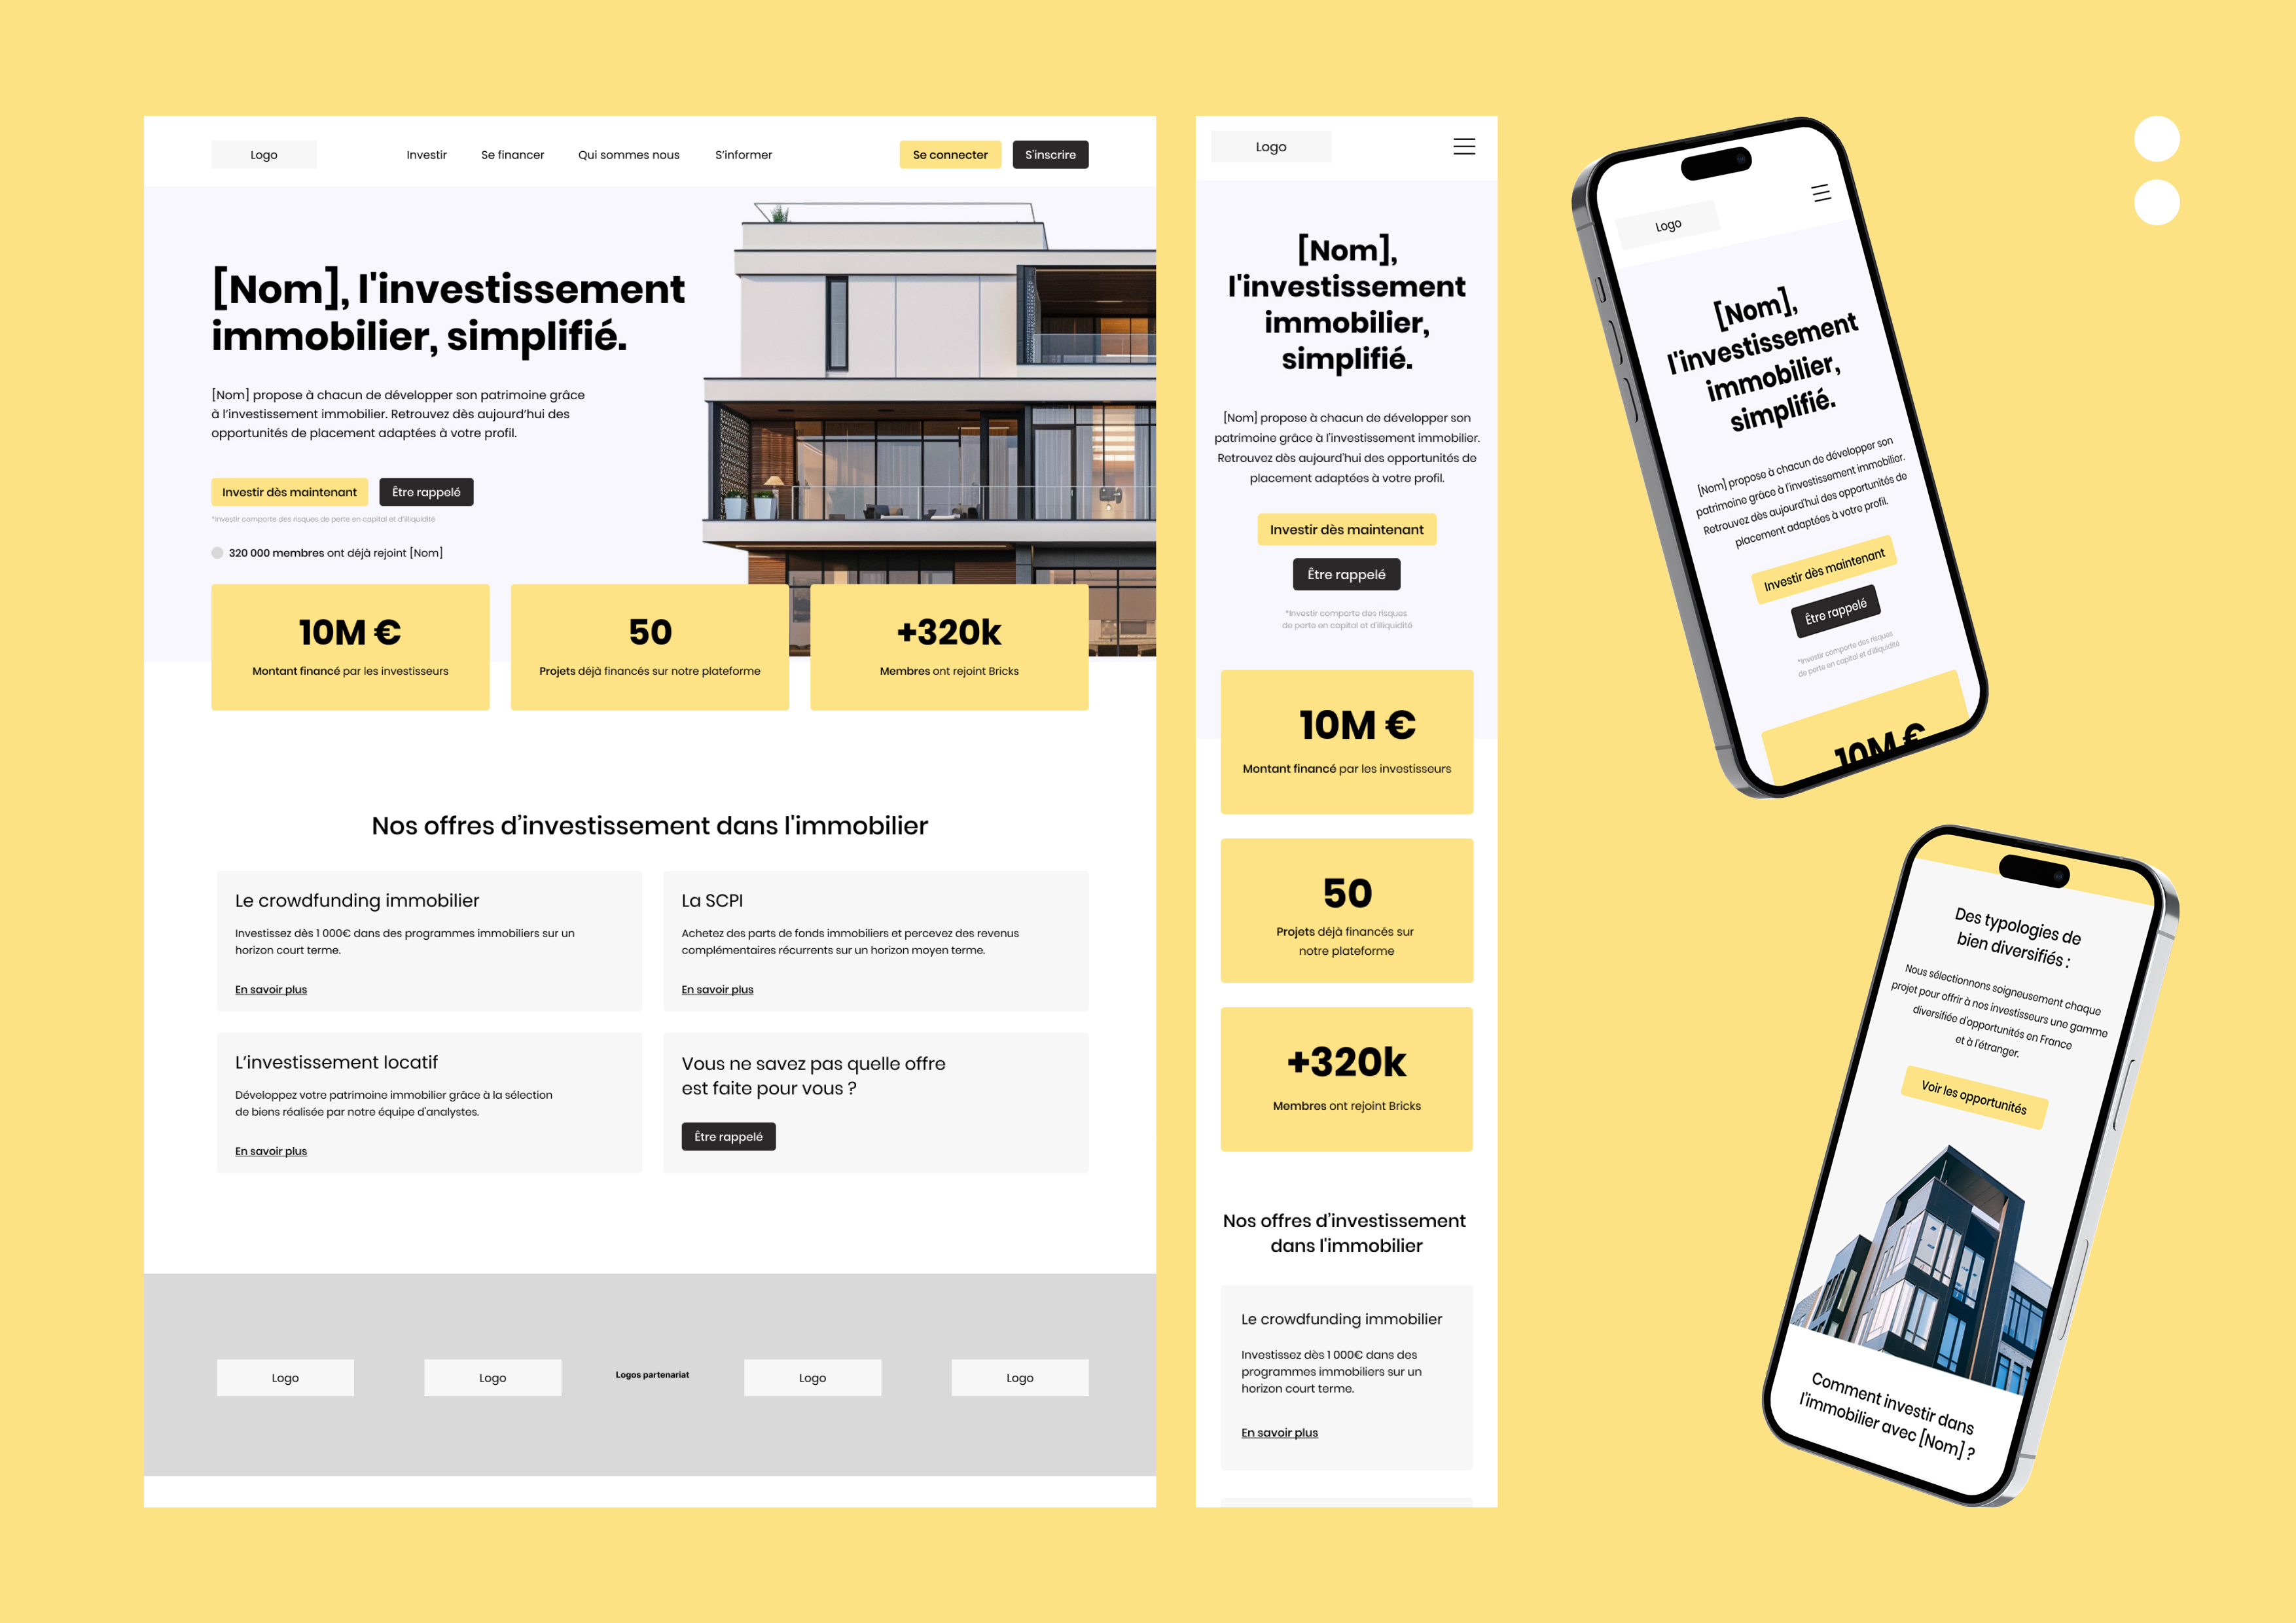 Logo
Investir
Se financer
Qui sommes nous
S'informer
Se connecter
S'inscrire
[Nom], l'investissement
immobilier, simplifié.
[Nom] propose à chacun de développer son patrimoine grâce
à l'investissement immobilier. Retrouvez dès aujourd'hui des
opportunités de placement adaptées à votre profil.
Investir dès maintenant
Être rappelé
*Investir comporte des risques de perte en capital et d'illiquidité
320 000 membres ont déjà rejoint [Nom]
10M €
Montant financé par les investisseurs
50
Projets déjà financés sur notre plateforme
+320k
Membres ont rejoint Bricks
Nos offres d'investissement dans l'immobilier
Le crowdfunding immobilier
Investissez dès 1 000€ dans des programmes immobiliers sur un
horizon court terme.
En savoir plus
La SCPI
Achetez des parts de fonds immobiliers et percevez des revenus
complémentaires récurrents sur un horizon moyen terme.
En savoir plus
L'investissement locatif
Développez votre patrimoine immobilier grâce à la sélection
de biens réalisée par notre équipe d'analystes.
En savoir plus
Vous ne savez pas quelle offre
est faite pour vous ?
Être rappelé
Logo
Logo
Logos partenariat
Logo
Logo
Logo
[Nom],
l'investissement
immobilier,
simplifié.
[Nom] propose à chacun de développer son
patrimoine grâce à l'investissement immobilier.
Retrouvez dès aujourd'hui des opportunités de
placement adaptées à votre profil.
Investir dès maintenant
Être rappelé
*Investir comporte des risques
de perte en capital et d'illiquidité
10M €
Montant financé par les investisseurs
50
Projets déjà financés sur
notre plateforme
+320k
Membres ont rejoint Bricks
Nos offres d'investissement
dans l'immobilier
Le crowdfunding immobilier
Investissez dès 1 000€ dans des
programmes immobiliers sur un
horizon court terme.
En savoir plus
Logo
[Nom],
l'investissement
immobilier,
simplifié.
[Nom] propose à chacun de développer son
patrimoine grâce à l'investissement immobilier.
Retrouvez dès aujourd'hui des opportunités de
placement adaptées à votre profil.
Investir dès maintenant
Être rappelé
*Investir comporte des risques
de perte en capital et d'illiquidité
10M €
Des typologies de
bien diversifiés :
Nous sélectionnons soigneusement chaque
projet pour offrir à nos investisseurs une gamme
diversifiée d'opportunités en France
et à l'étranger.
Voir les opportunités
Comment investir dans
l'immobilier avec [Nom] ?